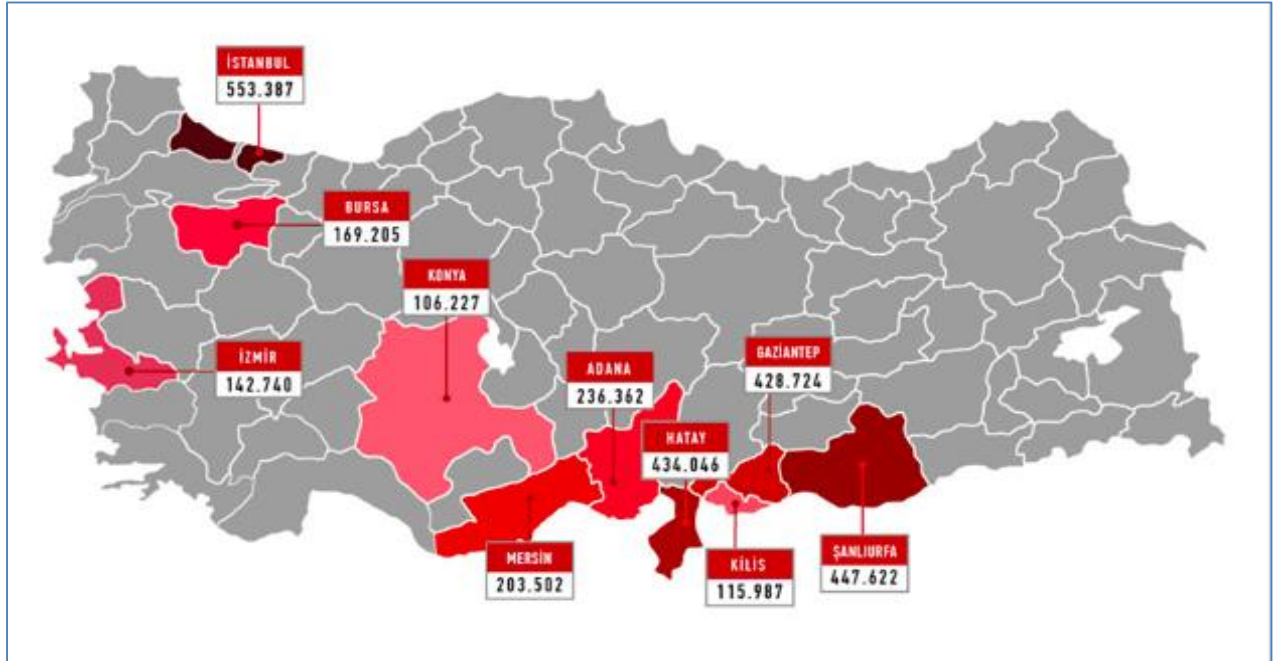 İSTANBUL
553.387
BURSA
169.205
KONYA
106.227
İZMİR
142.740
ADANA
236.362
GAZİANTEP
428.724
HATAY
434.046
MERSİN
203.502
KİLİS
115.987
ŞANLIURFA
447.622